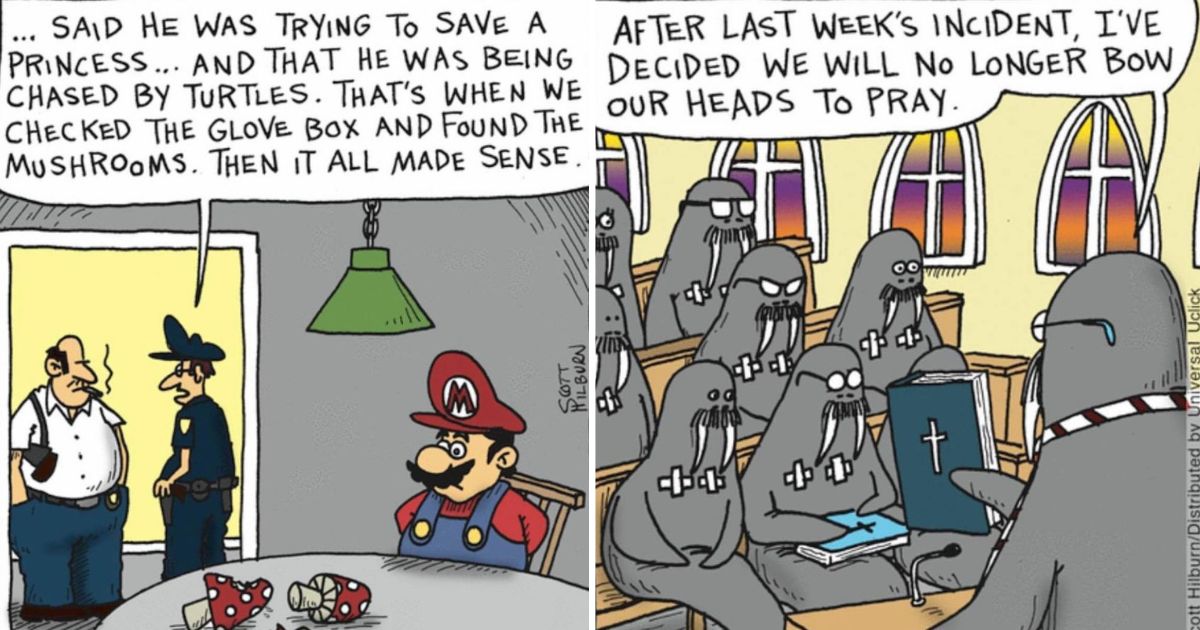 ... SAID HE WAS TRYING TO SAVE A
PRINCESS... AND THAT HE WAS BEING
CHASED BY TURTLES. THAT'S WHEN WE
CHECKED THE GLOVE BOX AND FOUND THE
MUSHROOMS. THEN IT ALL MADE SENSE.
M
SCOTT
HILBURN
AFTER LAST WEEK'S INCIDENT, I'VE
DECIDED WE WILL NO LONGER BOW
OUR HEADS TO PRAY.
Hilburn/Distributed by Universal Uclick